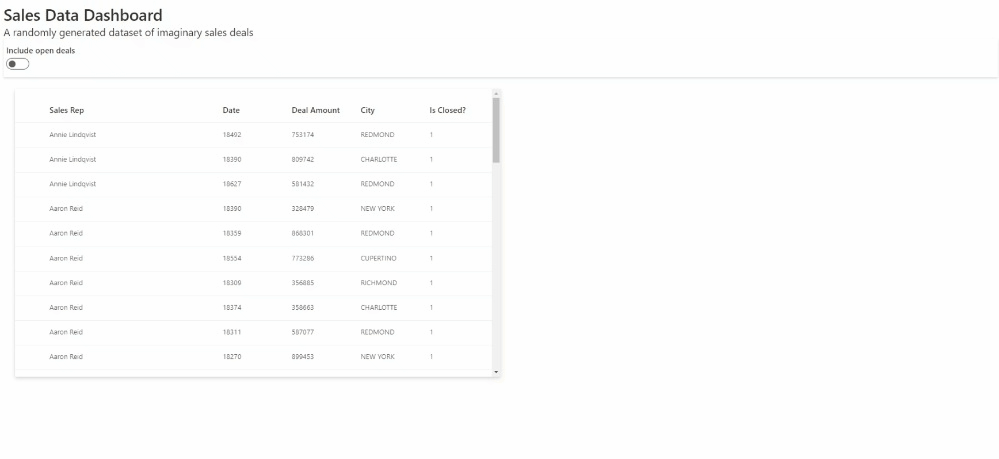 Sales Data Dashboard
A randomly generated dataset of imaginary sales deals
Include open deals
Sales Rep Date Deal Amount City Is Closed?
Annie Lindqvist 18492 753174 REDMOND 1
Annie Lindqvist 18390 809742 CHARLOTTE 1
Annie Lindqvist 18627 581432 REDMOND 1
Aaron Reid 18390 328479 NEW YORK 1
Aaron Reid 18359 868301 REDMOND 1
Aaron Reid 18554 773286 CUPERTINO 1
Aaron Reid 18309 356885 RICHMOND 1
Aaron Reid 18374 358663 CHARLOTTE 1
Aaron Reid 18311 587077 REDMOND 1
Aaron Reid 18270 899453 NEW YORK 1